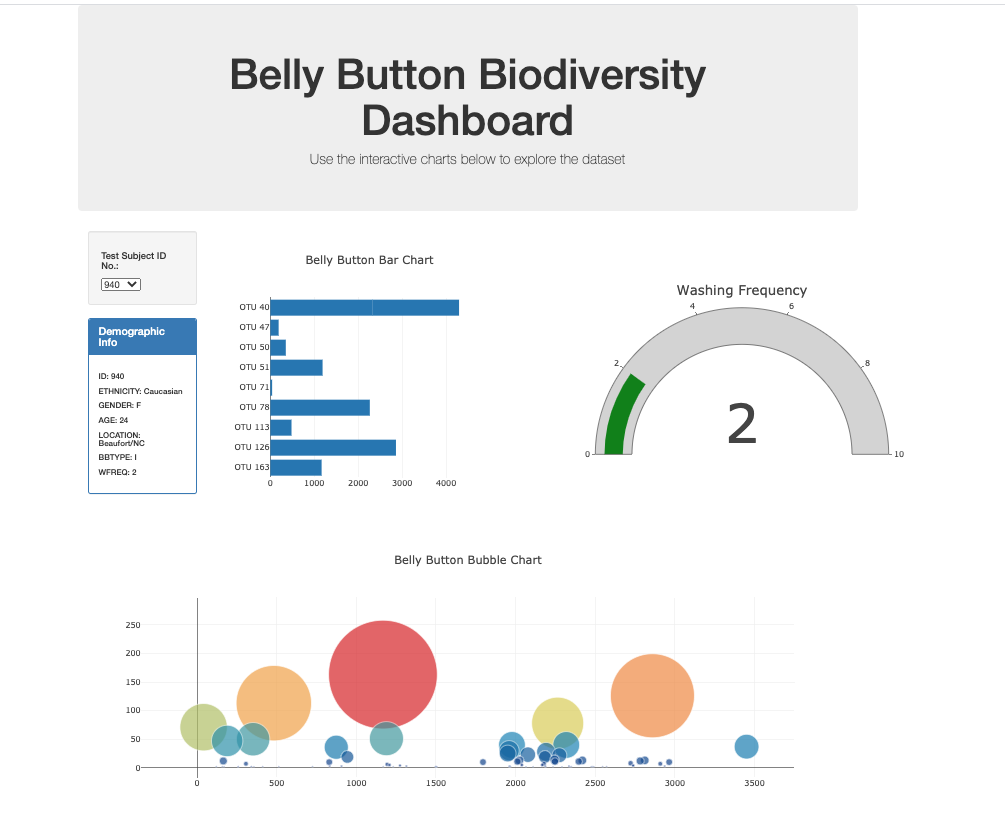 Belly Button Biodiversity
Dashboard
Use the interactive charts below to explore the dataset
Test Subject ID
No.:
940
Demographic
Info
ID: 940
ETHNICITY: Caucasian
GENDER: F
AGE: 24
LOCATION:
Beaufort/NC
BBTYPE: I
WFREQ: 2
Belly Button Bar Chart
OTU 40
OTU 47
OTU 50
OTU 51
OTU 71
OTU 78
OTU 113
OTU 126
OTU 163
0 1000 2000 3000 4000
Washing Frequency
0
2
4
6
8
10
2
Belly Button Bubble Chart
250
200
150
100
50
0
0 500 1000 1500 2000 2500 3000 3500